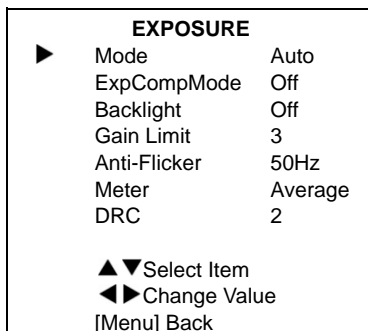 EXPOSURE
▶ Mode Auto
ExpCompMode Off
Backlight Off
Gain Limit 3
Anti-Flicker 50Hz
Meter Average
DRC 2
▲▼Select Item
◀▶Change Value
[Menu] Back